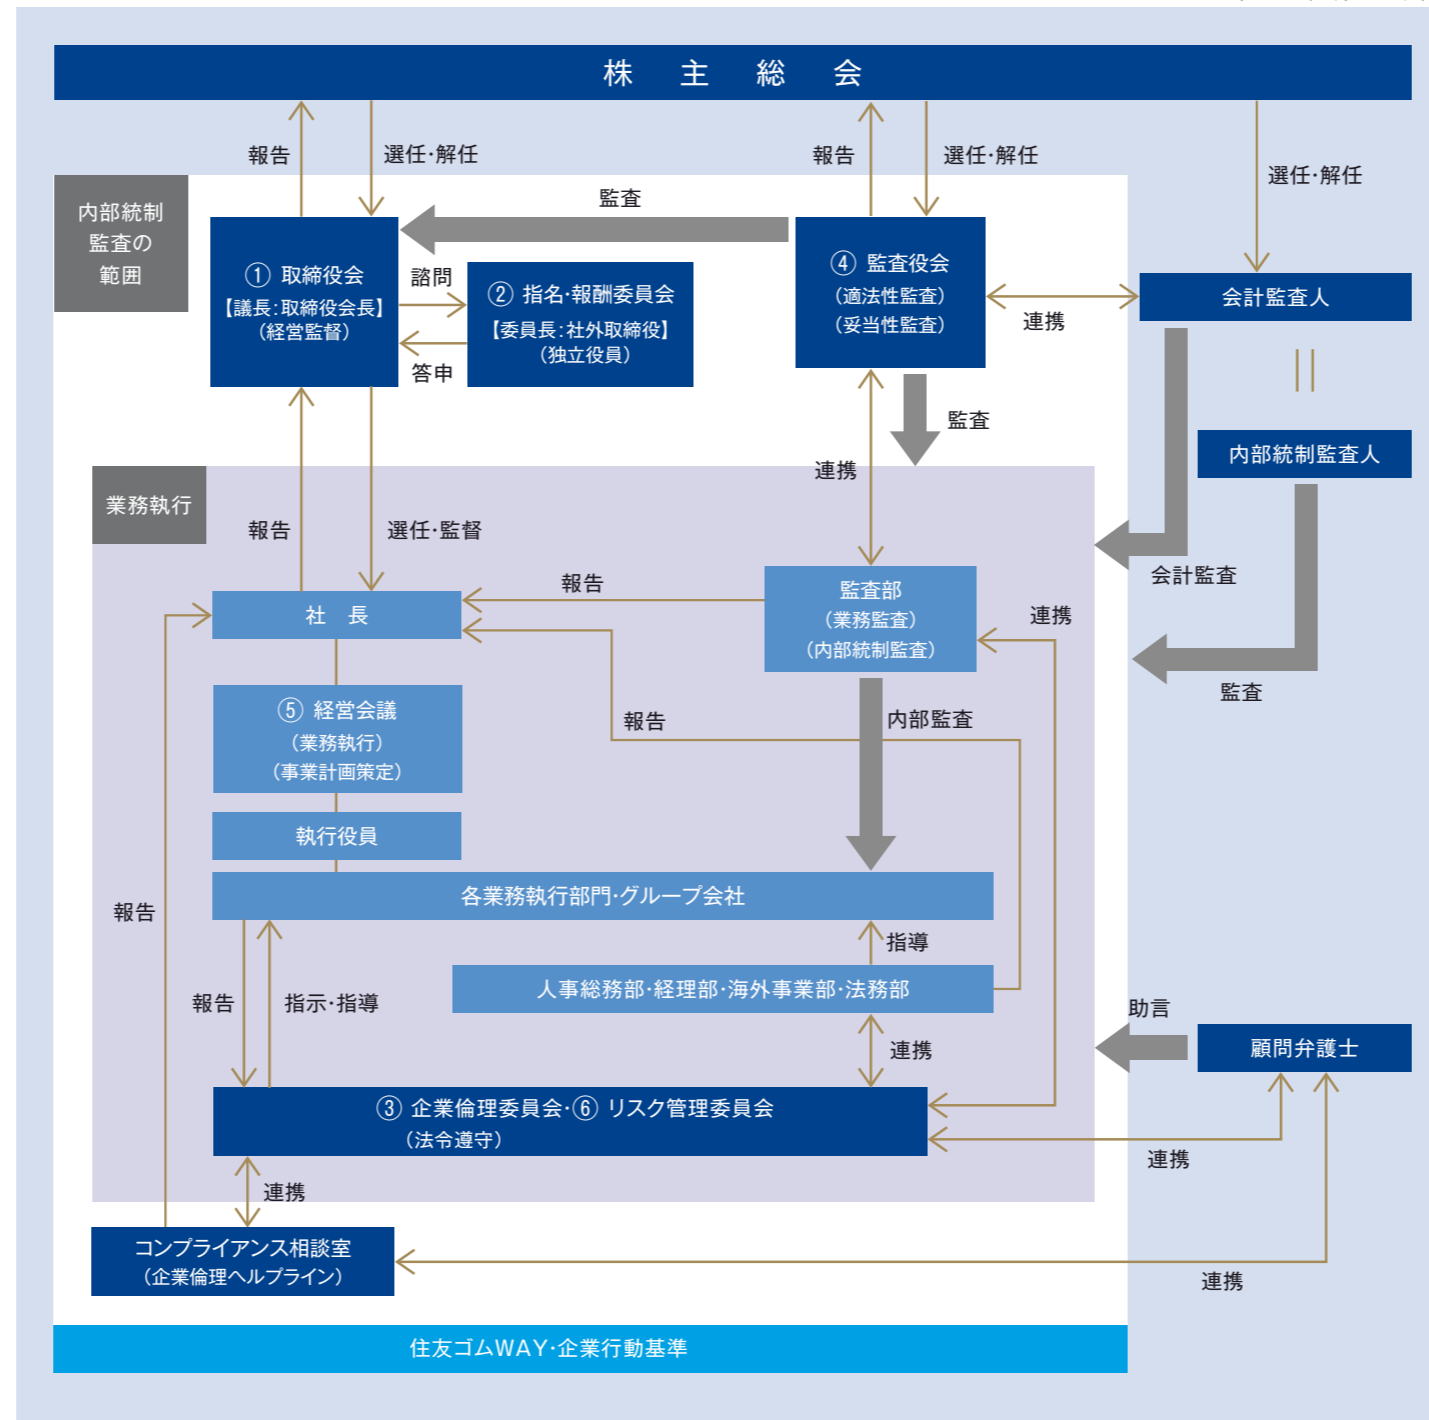 株主総会
報告
選任・解任
報告
選任・解任
選任・解任
内部統制
監査の
範囲
監査
① 取締役会
【議長：取締役会長】
（経営監督）
諮問
答申
② 指名・報酬委員会
【委員長：社外取締役】
（独立役員）
④ 監査役会
（適法性監査）
（妥当性監査）
連携
会計監査人
監査
連携
内部統制監査人
業務執行
報告
選任・監督
会計監査
報告
社 長
監査部
（業務監査）
（内部統制監査）
連携
監査
⑤ 経営会議
（業務執行）
（事業計画策定）
報告
内部監査
執行役員
各業務執行部門・グループ会社
報告
指導
人事総務部・経理部・海外事業部・法務部
報告
指示・指導
連携
助言
顧問弁護士
③ 企業倫理委員会・⑥ リスク管理委員会
（法令遵守）
連携
連携
コンプライアンス相談室
（企業倫理ヘルプライン）
連携
住友ゴムWAY・企業行動基準